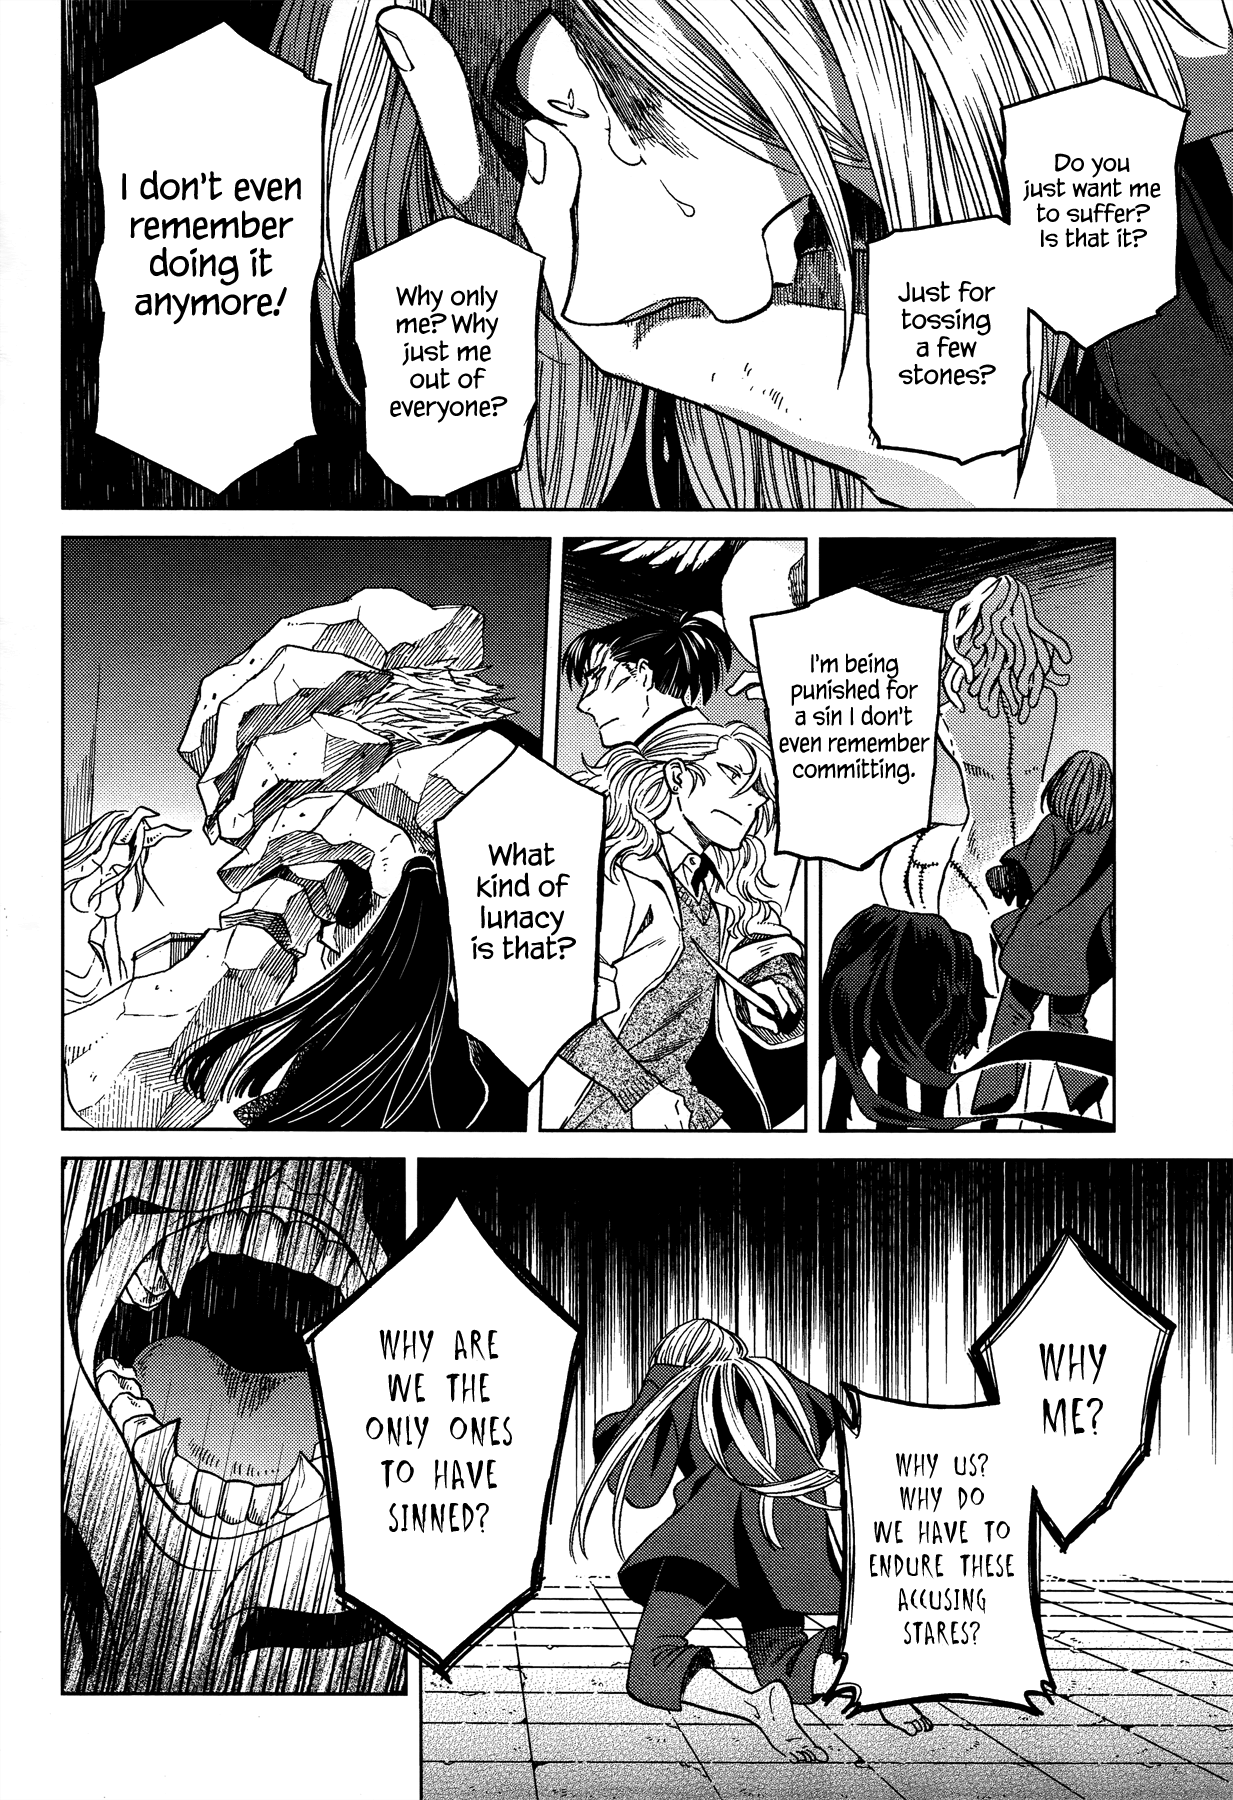 Do you
just want me
to suffer?
Is that it?
Just for
tossing
a few
stones?
Why only
me? Why
just me
out of
everyone?
I don't even
remember
doing it
anymore!
I'm being
punished for
a sin I don't
even remember
committing.
What
kind of
lunacy
is that?
WHY
ME?
WHY US?
WHY DO
WE HAVE TO
ENDURE THESE
ACCUSING
STARES?
WHY ARE
WE THE
ONLY ONES
TO HAVE
SINNED?